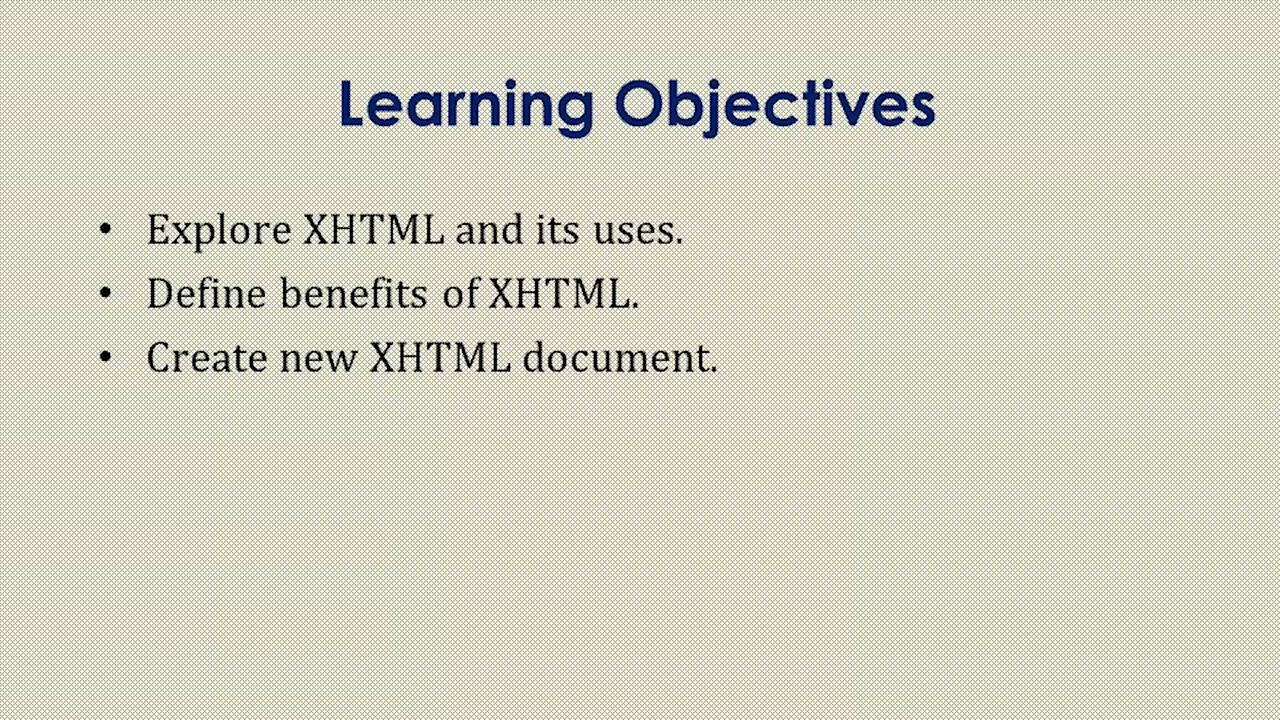 Learning Objectives
• Explore XHTML and its uses.
• Define benefits of XHTML.
• Create new XHTML document.